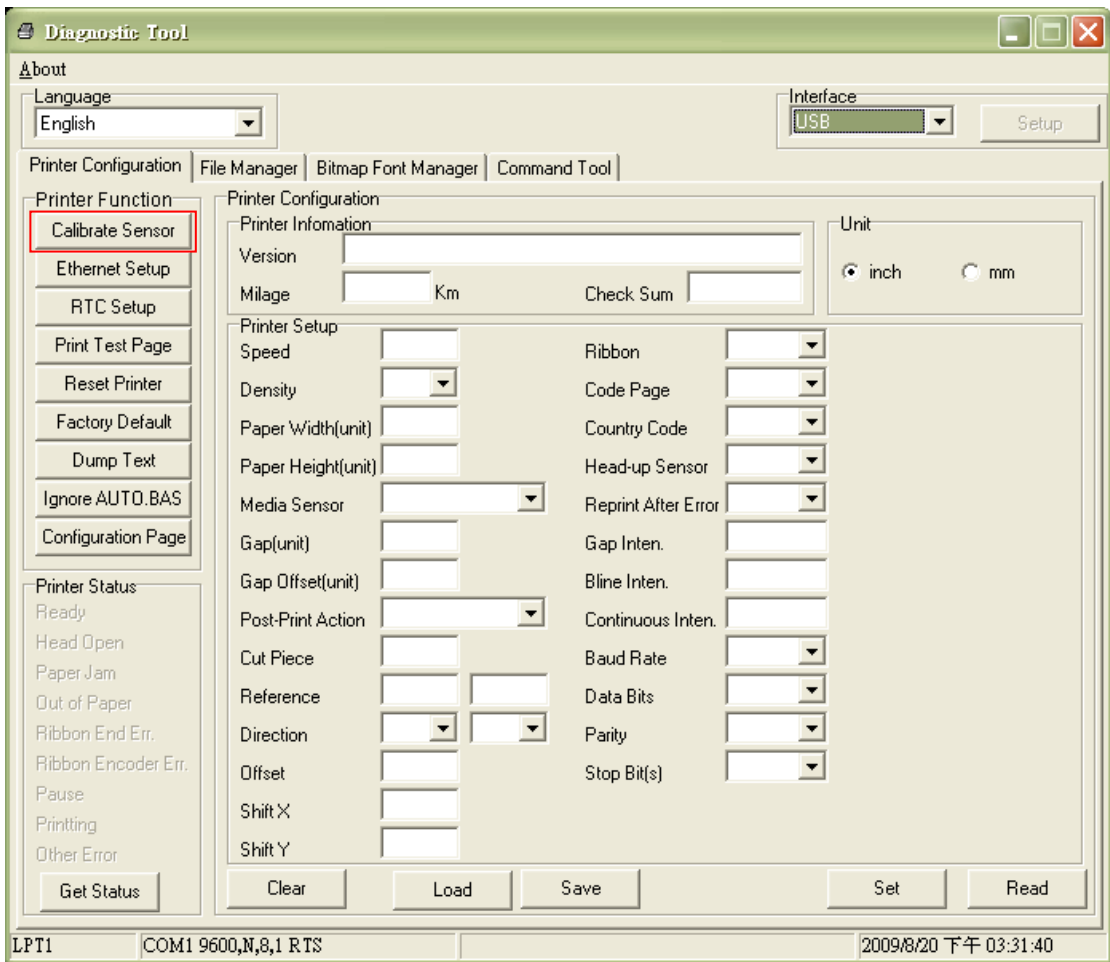 Diagnostic Tool
About
Language
English
Interface
USB
Setup
Printer Configuration File Manager Bitmap Font Manager Command Tool
Printer Function
Calibrate Sensor
Ethernet Setup
RTC Setup
Print Test Page
Reset Printer
Factory Default
Dump Text
Ignore AUTO.BAS
Configuration Page
Printer Status
Ready
Head Open
Paper Jam
Out of Paper
Ribbon End Err.
Ribbon Encoder Err.
Pause
Printting
Other Error
Get Status
Printer Configuration
Printer Infomation
Version
Milage Km Check Sum
Unit
inch mm
Printer Setup
Speed Ribbon
Density Code Page
Paper Width(unit) Country Code
Paper Height(unit) Head-up Sensor
Media Sensor Reprint After Error
Gap(unit) Gap Inten.
Gap Offset(unit) Bline Inten.
Post-Print Action Continuous Inten.
Cut Piece Baud Rate
Reference Data Bits
Direction Parity
Offset Stop Bit(s)
Shift X
Shift Y
Clear Load Save Set Read
LPT1 COM1 9600,N,8,1 RTS 2009/8/20 下午 03:31:40